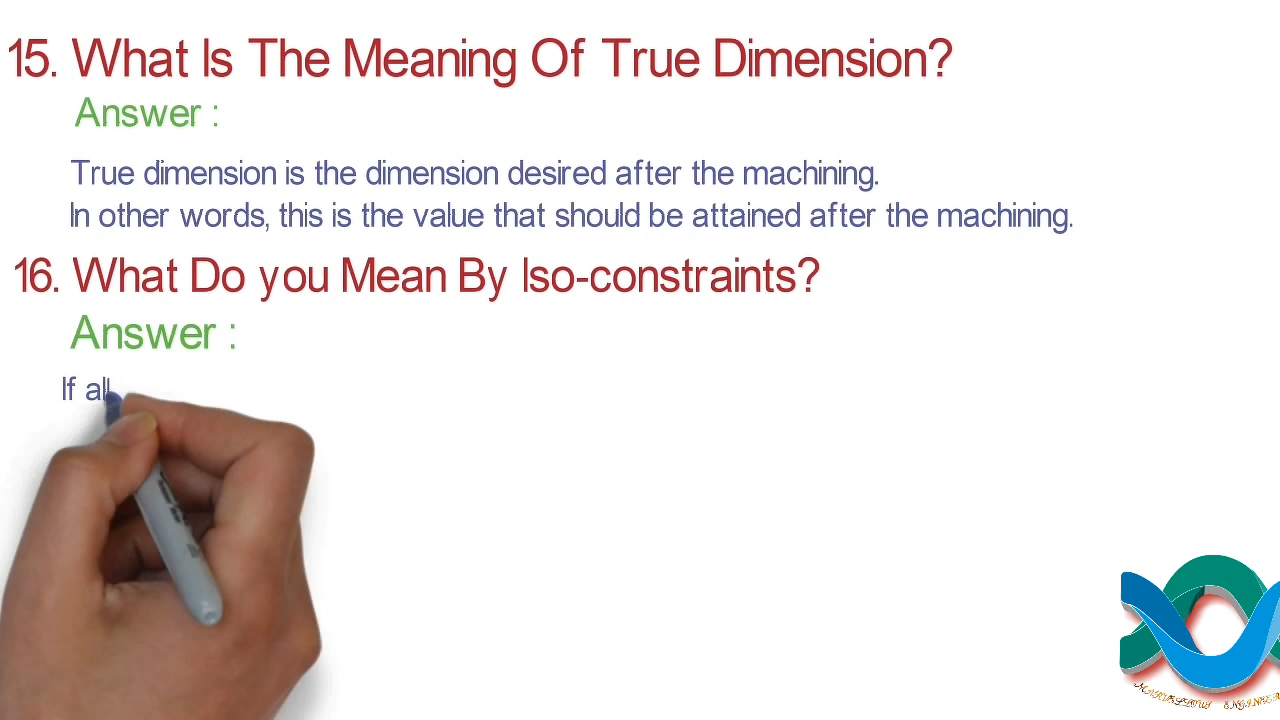 15. What Is The Meaning Of True Dimension?
Answer :
True dimension is the dimension desired after the machining.
In other words, this is the value that should be attained after the machining.
16. What Do you Mean By Iso-constraints?
Answer :
If all